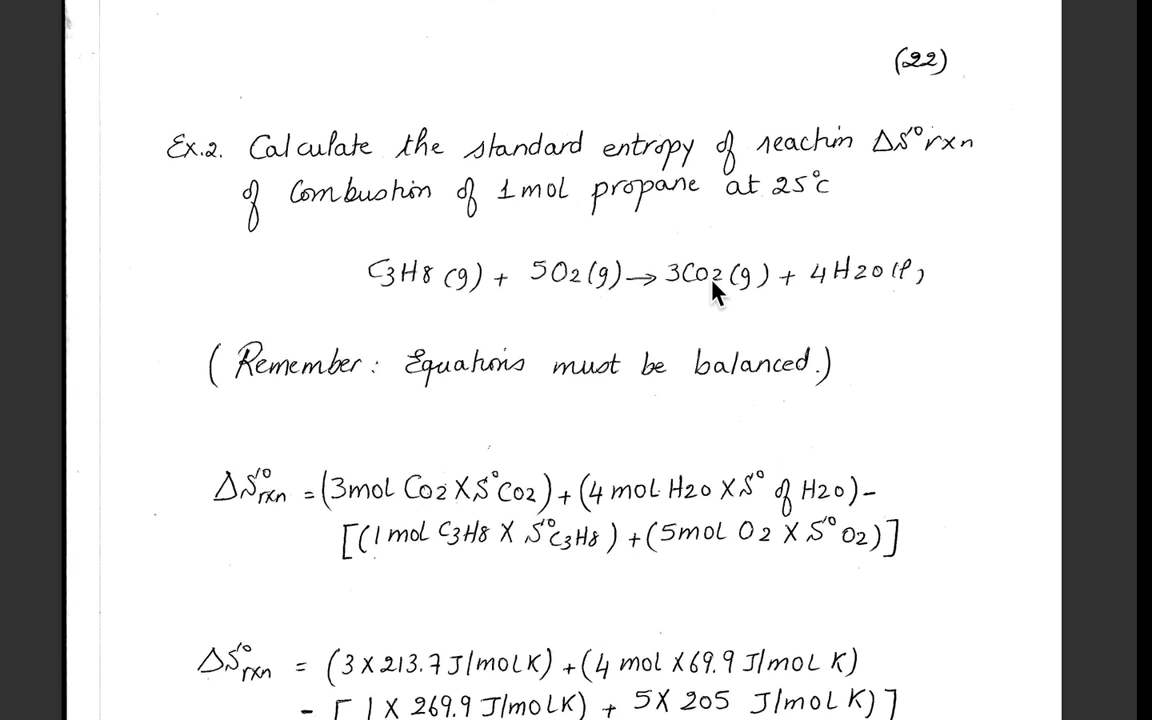 (22)
Ex.2. Calculate the standard entropy of reaction ΔS°rxn
of Combustion of 1mol propane at 25°C
C3H8 (g) + 5O2 (g) → 3CO2 (g) + 4H2O (l)
( Remember: Equations must be balanced.)
ΔS°rxn = (3mol CO2 X S°CO2) + (4 mol H2O X S° of H2O) -
[(1 mol C3H8 X S°C3H8 ) + (5mol O2 X S° O2)]
ΔS°rxn = (3 X 213.7 J/mol K) + (4 mol X 69.9 J/mol K)
- [ 1 X 269.9 J/mol K) + 5X 205 J/mol K)]